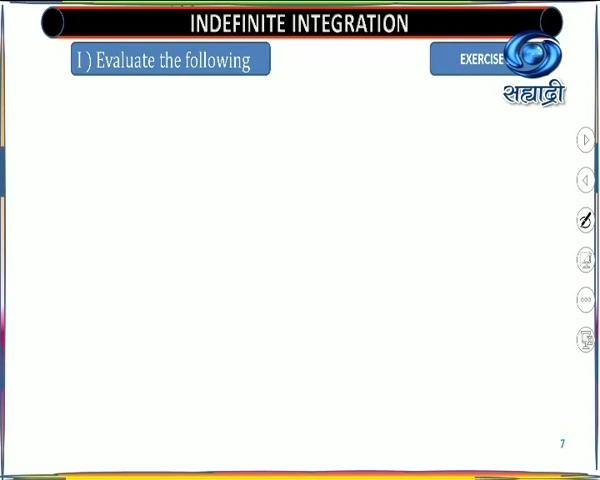 INDEFINITE INTEGRATION
I ) Evaluate the following
EXERCISE
सह्याद्री
7